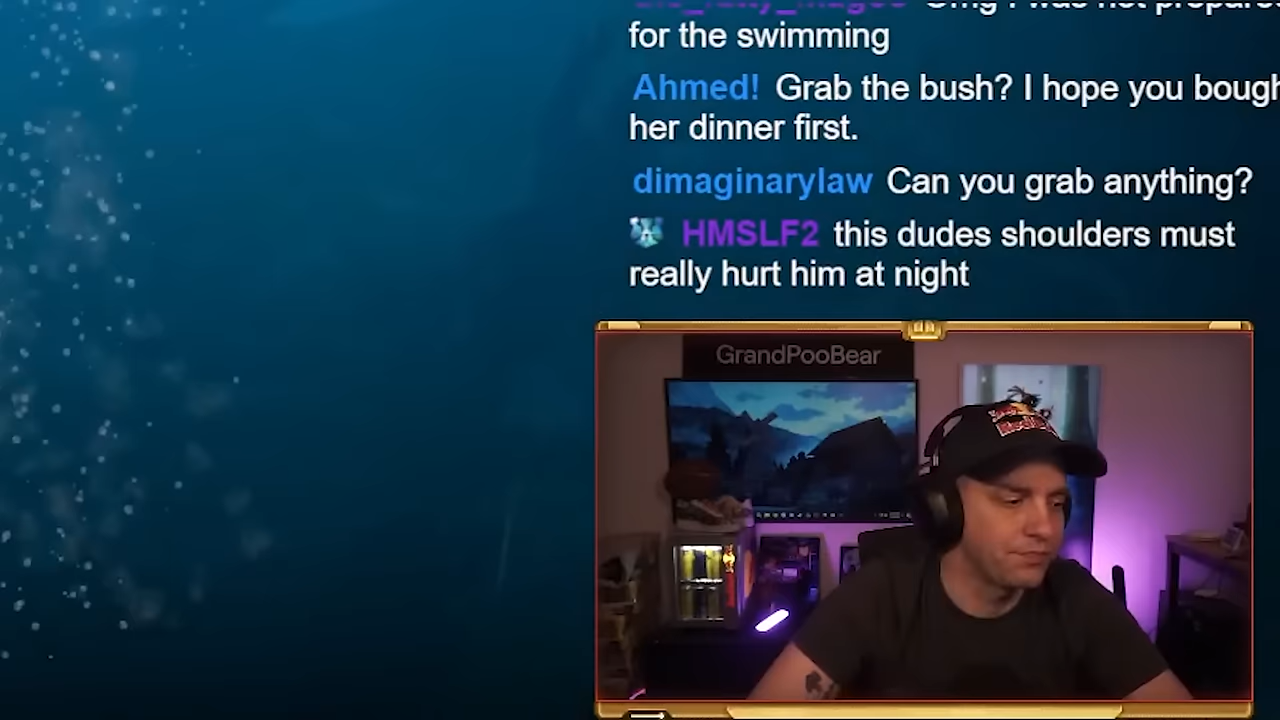 for the swimming
Ahmed! Grab the bush? I hope you bough
her dinner first.
dimaginarylaw Can you grab anything?
HMSLF2 this dudes shoulders must
really hurt him at night
GrandPooBear